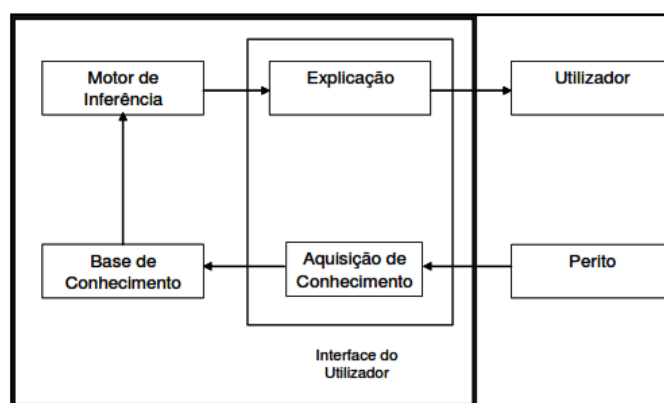 Motor de
Inferência
Explicação
Utilizador
Base de
Conhecimento
Aquisição de
Conhecimento
Perito
Interface do
Utilizador